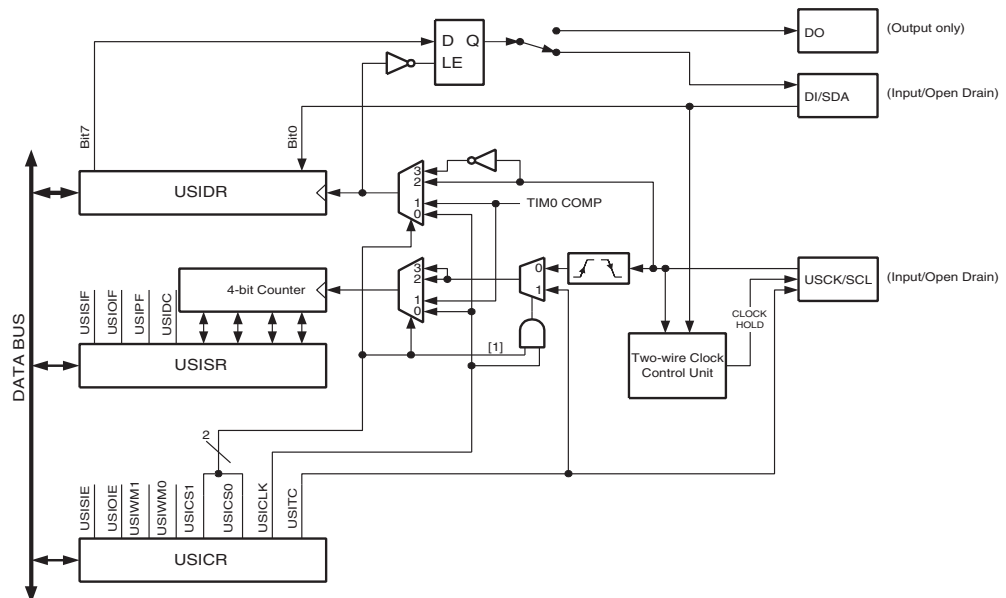 D Q
LE
DO
(Output only)
DI/SDA
(Input/Open Drain)
Bit7
Bit0
USIDR
3
2
1
0
TIM0 COMP
DATA BUS
4-bit Counter
3
2
1
0
0
1
USCK/SCL
(Input/Open Drain)
CLOCK
HOLD
USISIF
USIOIF
USIPF
USIDC
[1]
USISR
Two-wire Clock
Control Unit
2
USISIE
USIOIE
USIWM1
USIWM0
USICS1
USICS0
USICLK
USITC
USICR